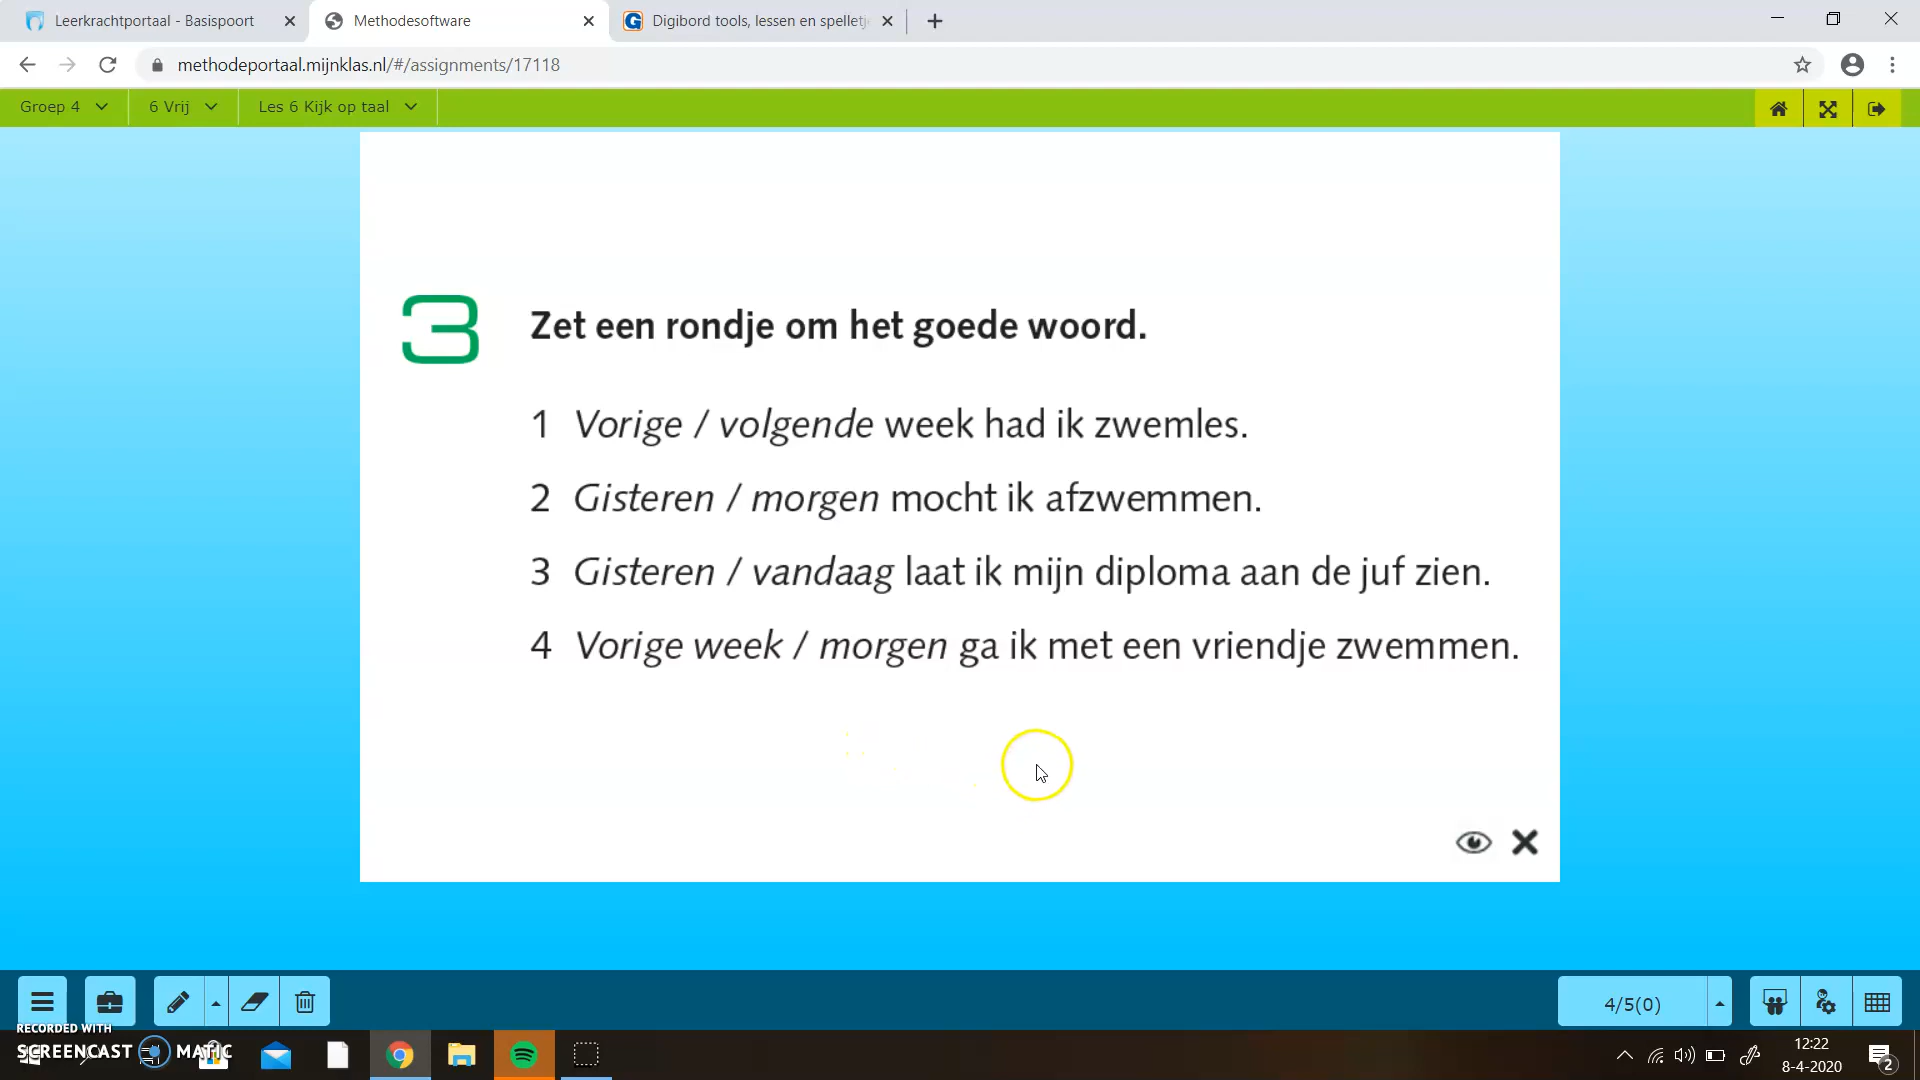 Leerkrachtportaal - Basispoort
Methodesoftware
Digibord tools, lessen en spelletj
methodeportaal.mijnklas.nl/#/assignments/17118
Groep 4
6 Vrij
Les 6 Kijk op taal
3 Zet een rondje om het goede woord.
1 Vorige / volgende week had ik zwemles.
2 Gisteren / morgen mocht ik afzwemmen.
3 Gisteren / vandaag laat ik mijn diploma aan de juf zien.
4 Vorige week / morgen ga ik met een vriendje zwemmen.
4/5(0)
RECORDED WITH
SCREENCAST MATIC
12:22
8-4-2020
2